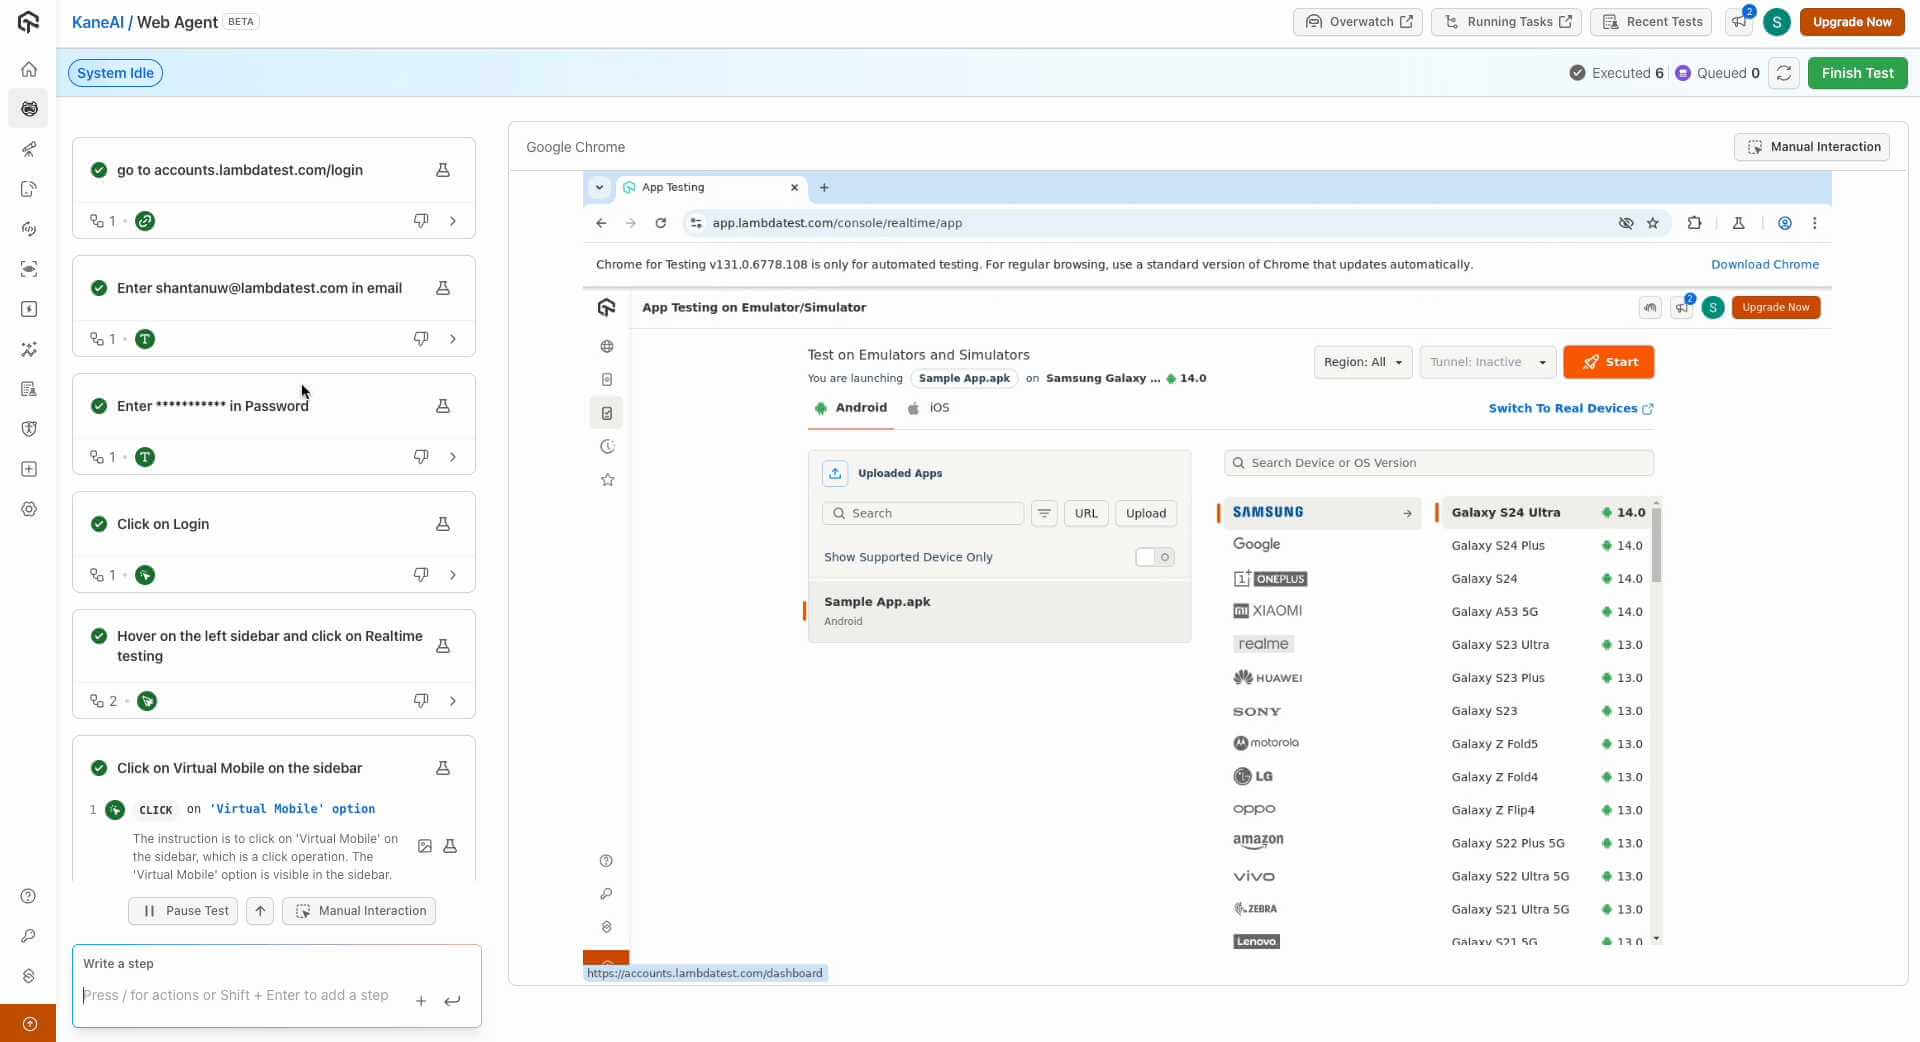 KaneAI / Web Agent BETA
Overwatch
Running Tasks
Recent Tests
2
S
Upgrade Now
System Idle
Executed 6
Queued 0
Finish Test
go to accounts.lambdatest.com/login
1
Enter shantanuw@lambdatest.com in email
1
T
Enter *********** in Password
1
T
Click on Login
1
Hover on the left sidebar and click on Realtime
testing
2
Click on Virtual Mobile on the sidebar
1 CLICK on 'Virtual Mobile' option
The instruction is to click on 'Virtual Mobile' on
the sidebar, which is a click operation. The
'Virtual Mobile' option is visible in the sidebar.
Pause Test
Manual Interaction
Write a step
Press / for actions or Shift + Enter to add a step
Google Chrome
Manual Interaction
App Testing
app.lambdatest.com/console/realtime/app
Chrome for Testing v131.0.6778.108 is only for automated testing. For regular browsing, use a standard version of Chrome that updates automatically.
Download Chrome
App Testing on Emulator/Simulator
2
S
Upgrade Now
Test on Emulators and Simulators
You are launching Sample App.apk on Samsung Galaxy ... 14.0
Region: All
Tunnel: Inactive
Start
Android
iOS
Switch To Real Devices
Uploaded Apps
Search
URL
Upload
Show Supported Device Only
Sample App.apk
Android
Search Device or OS Version
SAMSUNG
Google
1+ ONEPLUS
mi XIAOMI
realme
HUAWEI
SONY
motorola
LG
oppo
amazon
vivo
ZEBRA
Lenovo
Galaxy S24 Ultra 14.0
Galaxy S24 Plus 14.0
Galaxy S24 14.0
Galaxy A53 5G 14.0
Galaxy S23 Ultra 13.0
Galaxy S23 Plus 13.0
Galaxy S23 13.0
Galaxy Z Fold5 13.0
Galaxy Z Fold4 13.0
Galaxy Z Flip4 13.0
Galaxy S22 Plus 5G 13.0
Galaxy S22 Ultra 5G 13.0
Galaxy S21 Ultra 5G 13.0
Galaxy S21 5G 13.0
https://accounts.lambdatest.com/dashboard